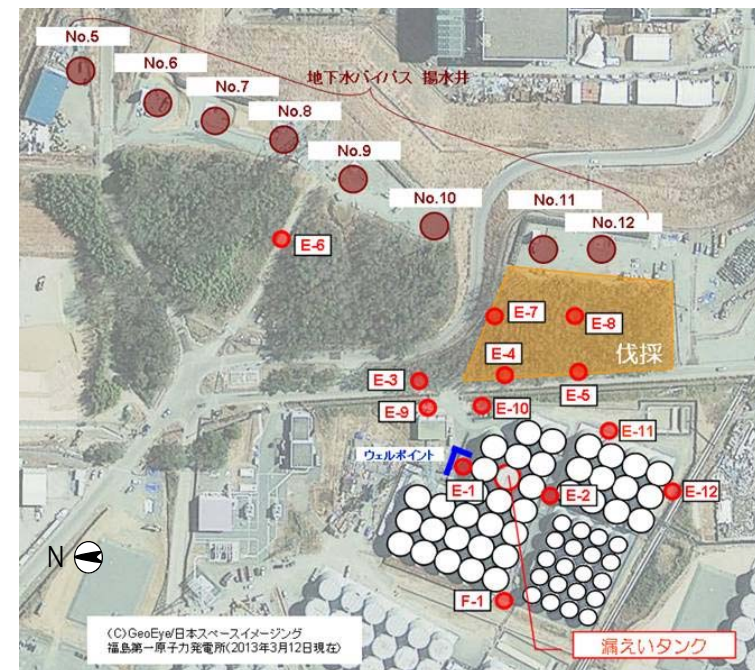 No.5
No.6
No.7
地下水バイパス 揚水井
No.8
No.9
No.10
No.11
No.12
E-6
E-7
E-8
伐採
E-4
E-3
E-5
E-9
E-10
E-11
ウェルポイント
E-1
E-2
E-12
N
F-1
(C)GeoEye/日本スペースイメージング
福島第一原子力発電所(2013年3月12日現在)
漏えいタンク